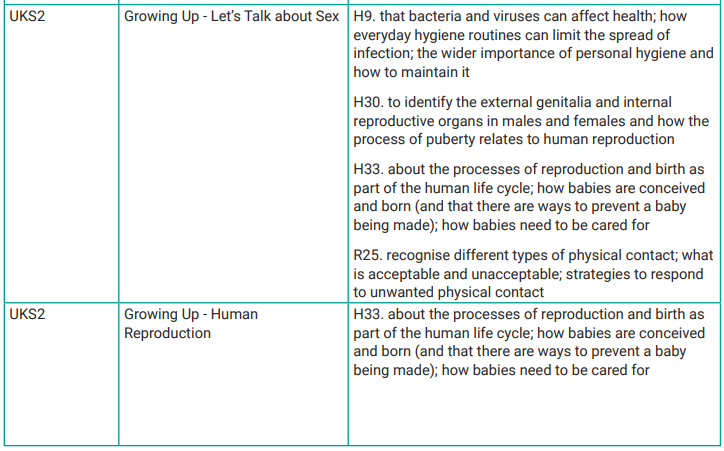 UKS2
Growing Up - Let’s Talk about Sex
H9. that bacteria and viruses can affect health; how
everyday hygiene routines can limit the spread of
infection; the wider importance of personal hygiene and
how to maintain it
H30. to identify the external genitalia and internal
reproductive organs in males and females and how the
process of puberty relates to human reproduction
H33. about the processes of reproduction and birth as
part of the human life cycle; how babies are conceived
and born (and that there are ways to prevent a baby
being made); how babies need to be cared for
R25. recognise different types of physical contact; what
is acceptable and unacceptable; strategies to respond
to unwanted physical contact
UKS2
Growing Up - Human
Reproduction
H33. about the processes of reproduction and birth as
part of the human life cycle; how babies are conceived
and born (and that there are ways to prevent a baby
being made); how babies need to be cared for